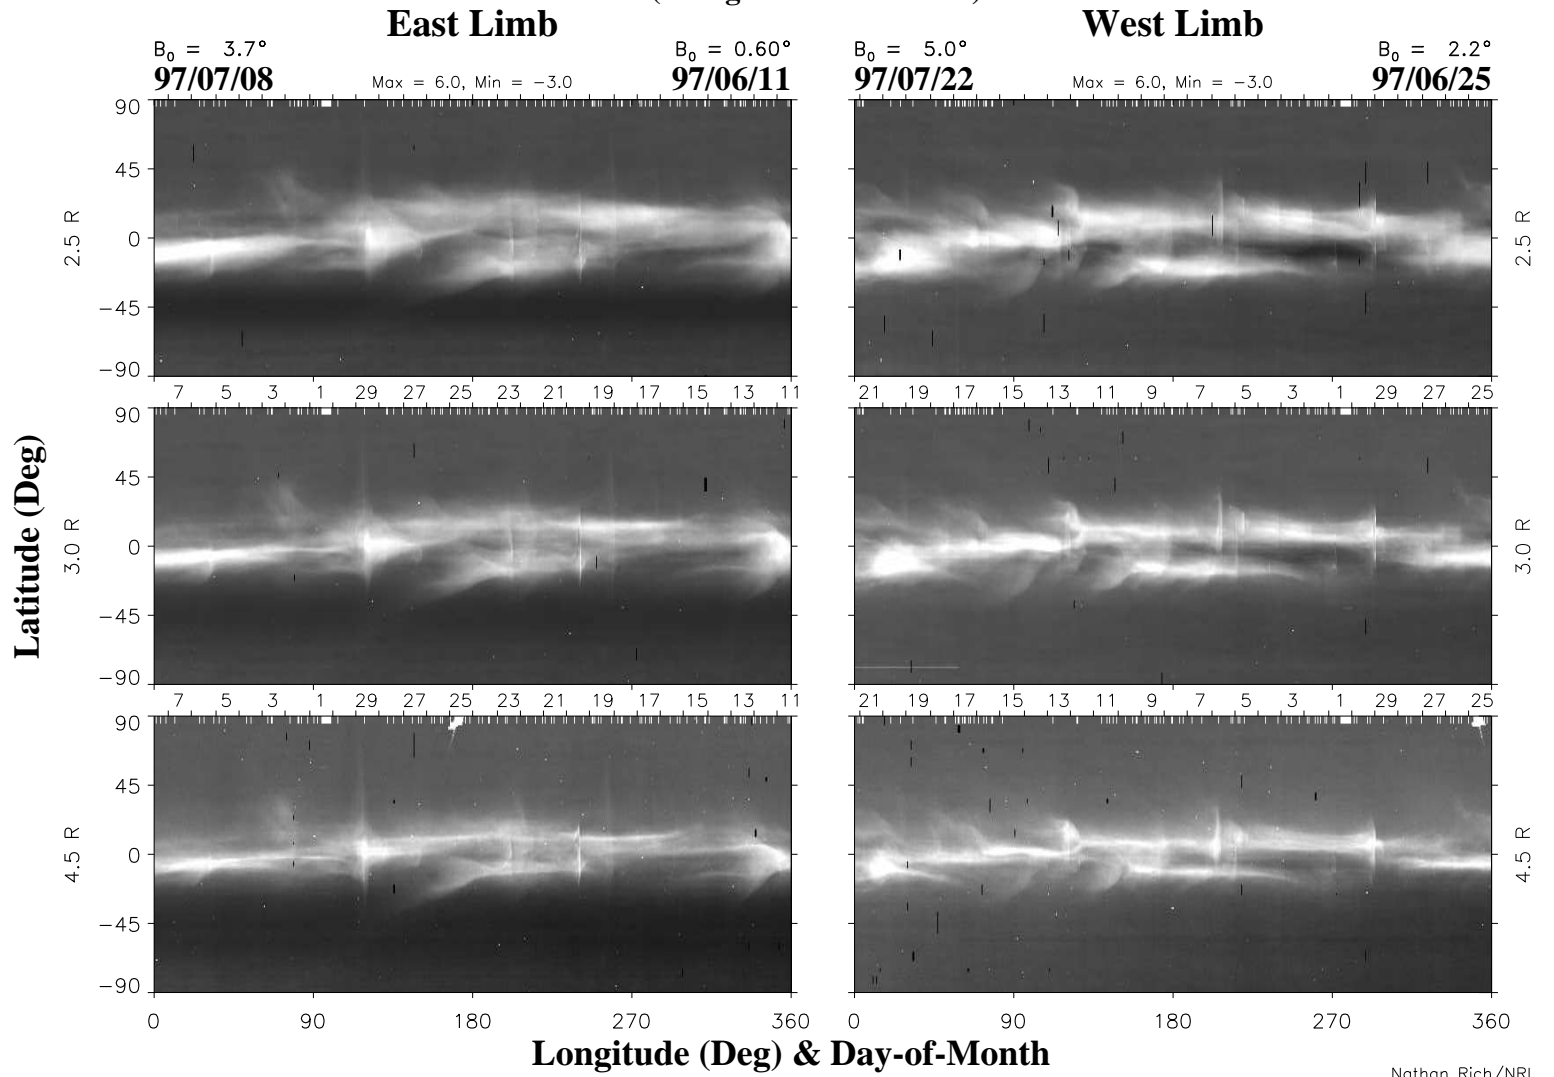 East Limb
West Limb
B₀ = 3.7°
B₀ = 0.60°
B₀ = 5.0°
B₀ = 2.2°
97/07/08
Max = 6.0, Min = −3.0
97/06/11
97/07/22
Max = 6.0, Min = −3.0
97/06/25
90
45
0
−45
−90
2.5 R
2.5 R
7 5 3 1 29 27 25 23 21 19 17 15 13 11
21 19 17 15 13 11 9 7 5 3 1 29 27 25
90
45
0
−45
−90
Latitude (Deg)
3.0 R
3.0 R
7 5 3 1 29 27 25 23 21 19 17 15 13 11
21 19 17 15 13 11 9 7 5 3 1 29 27 25
90
45
0
−45
−90
4.5 R
4.5 R
0 90 180 270 360
0 90 180 270 360
Longitude (Deg) & Day-of-Month
Nathan Rich/NRL